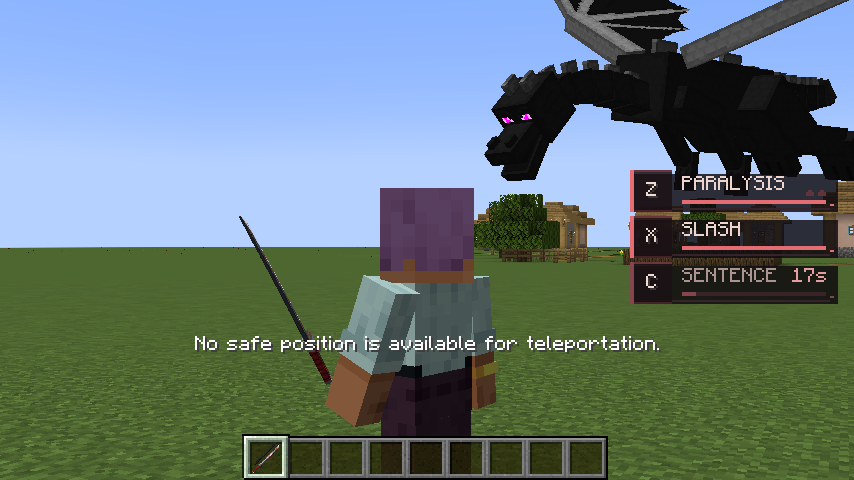 Z PARALYSIS
X SLASH
C SENTENCE 17s
No safe position is available for teleportation.